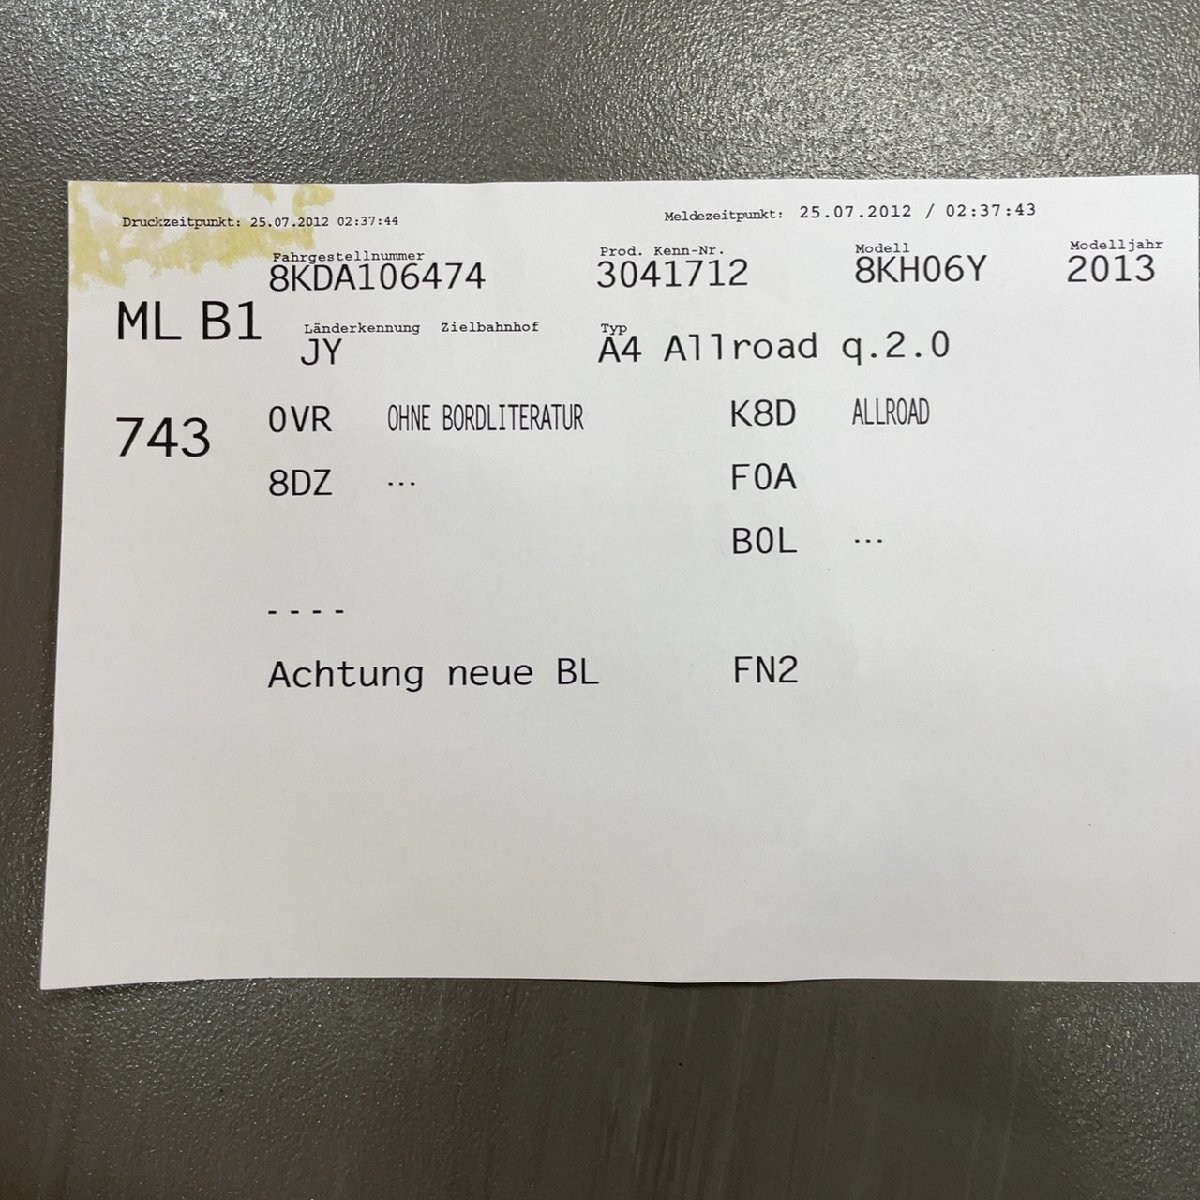 Druckzeitpunkt: 25.07.2012 02:37:44 Meldezeitpunkt: 25.07.2012 / 02:37:43
Fahrgestellnummer Prod. Kenn-Nr. Modell Modelljahr
8KDA106474 3041712 8KH06Y 2013
ML B1
Länderkennung Zielbahnhof Typ
JY A4 Allroad q.2.0
743
0VR OHNE BORDLITERATUR K8D ALLROAD
8DZ ... F0A
B0L ...
----
Achtung neue BL FN2